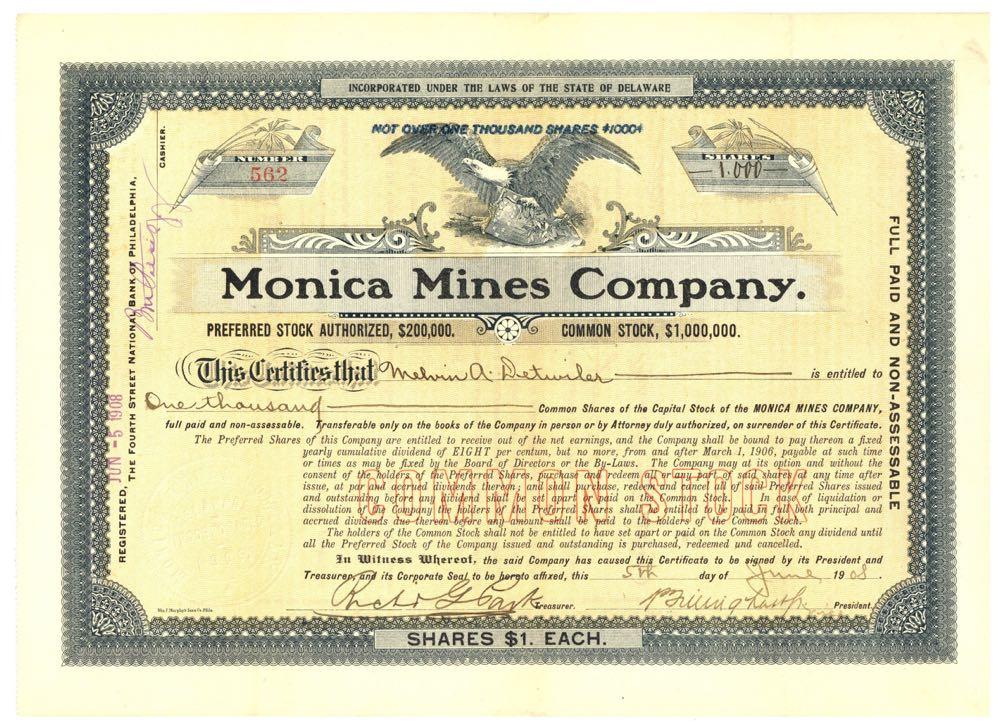 INCORPORATED UNDER THE LAWS OF THE STATE OF DELAWARE
NOT OVER ONE THOUSAND SHARES $1000$
NUMBER
562
SHARES
1.000
Monica Mines Company.
PREFERRED STOCK AUTHORIZED, $200,000. COMMON STOCK, $1,000,000.
This Certifies that Melvin A. Detwiler is entitled to
One thousand Common Shares of the Capital Stock of the MONICA MINES COMPANY,
full paid and non-assessable. Transferable only on the books of the Company in person or by Attorney duly authorized, on surrender of this Certificate.
The Preferred Shares of this Company are entitled to receive out of the net earnings, and the Company shall be bound to pay thereon a fixed
yearly cumulative dividend of EIGHT per centum, but no more, from and after March 1, 1906, payable at such time
or times as may be fixed by the Board of Directors or the By-Laws. The Company may at its option and without the
consent of the holders of the Preferred Shares, purchase and redeem all or any part of said shares at any time after
issue, at par and accrued dividends thereon; and shall purchase, redeem and cancel all of said Preferred Shares issued
and outstanding before any dividend shall be set apart or paid on the Common Stock. In case of liquidation or
dissolution of the Company the holders of the Preferred Shares shall be entitled to be paid in full both principal and
accrued dividends due thereon before any amount shall be paid to the holders of the Common Stock.
The holders of the Common Stock shall not be entitled to have set apart or paid on the Common Stock any dividend until
all the Preferred Stock of the Company issued and outstanding is purchased, redeemed and cancelled.
COMMON STOCK
In Witness Whereof, the said Company has caused this Certificate to be signed by its President and
Treasurer, and its Corporate Seal to be hereto affixed, this 5th day of June 1908.
Treasurer. President.
Wm. F. Murphy's Sons Co. Phila.
SHARES $1. EACH.
REGISTERED, JUN -5 1908
THE FOURTH STREET NATIONAL BANK OF PHILADELPHIA,
CASHIER.
FULL PAID AND NON-ASSESSABLE